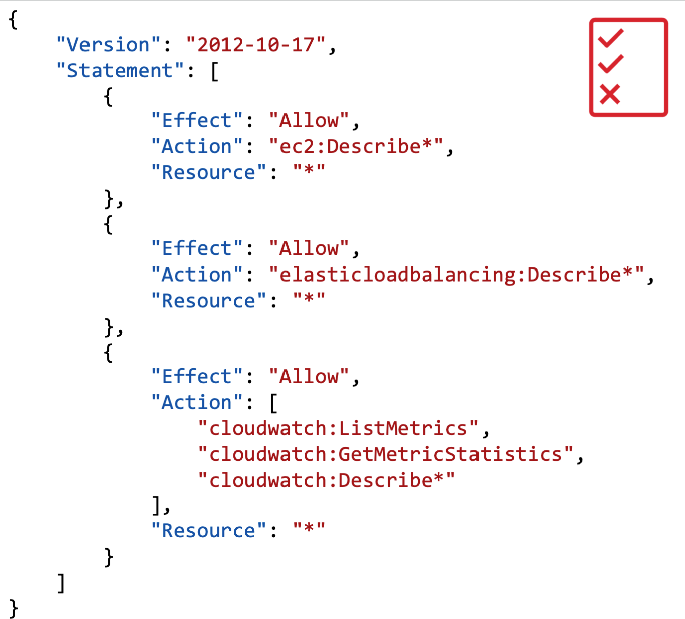 {
    "Version": "2012-10-17",
    "Statement": [
        {
            "Effect": "Allow",
            "Action": "ec2:Describe*",
            "Resource": "*"
        },
        {
            "Effect": "Allow",
            "Action": "elasticloadbalancing:Describe*",
            "Resource": "*"
        },
        {
            "Effect": "Allow",
            "Action": [
                "cloudwatch:ListMetrics",
                "cloudwatch:GetMetricStatistics",
                "cloudwatch:Describe*"
            ],
            "Resource": "*"
        }
    ]
}